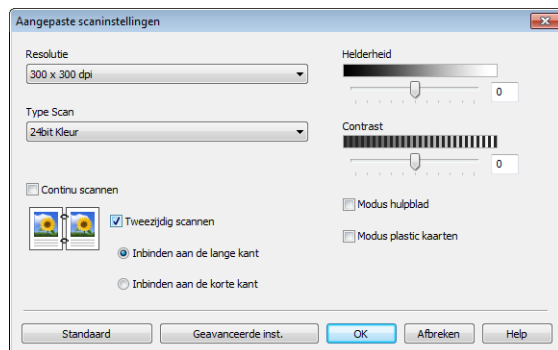 Aangepaste scaninstellingen
Resolutie
300 x 300 dpi
Type Scan
24bit Kleur
Continu scannen
Tweezijdig scannen
Inbinden aan de lange kant
Inbinden aan de korte kant
Helderheid
0
Contrast
0
Modus hulpblad
Modus plastic kaarten
Standaard
Geavanceerde inst.
OK
Afbreken
Help